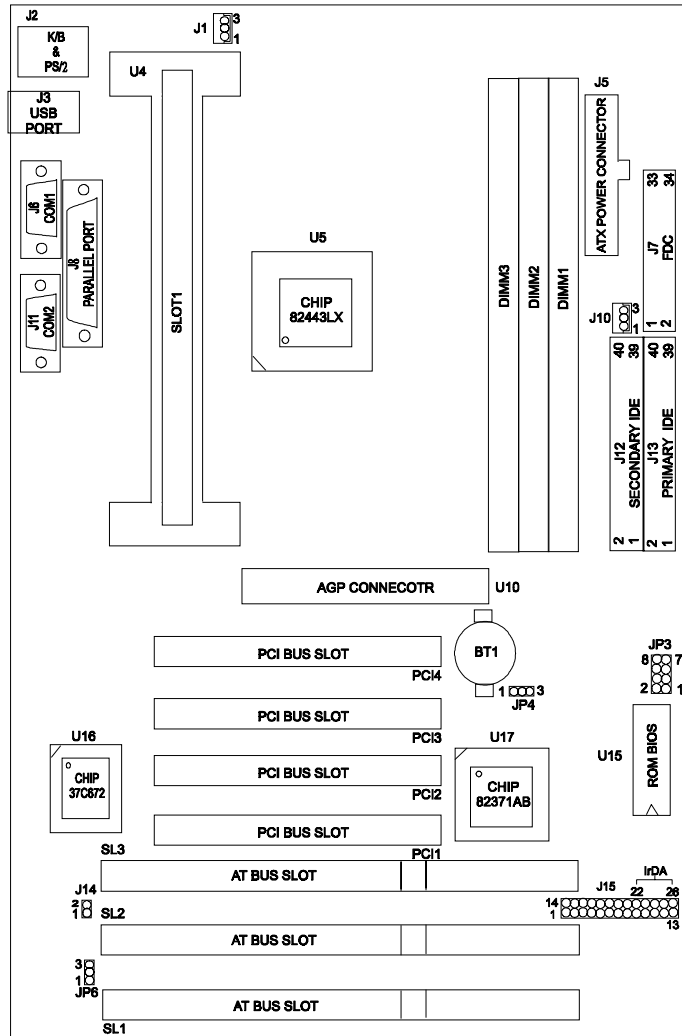 J2
K/B
&
PS/2
J1
3
1
U4
J3
USB
PORT
J5
ATX POWER CONNECTOR
J6
COM1
J8
PARALLEL PORT
J11
COM2
SLOT1
U5
CHIP
82443LX
DIMM3
DIMM2
DIMM1
33
34
J7
FDC
1
2
J10
3
1
40
39
J12
SECONDARY IDE
2
1
40
39
J13
PRIMARY IDE
2
1
AGP CONNECOTR
U10
BT1
1
3
JP4
JP3
8
7
2
1
PCI BUS SLOT
PCI4
PCI BUS SLOT
PCI3
U16
CHIP
37C672
PCI BUS SLOT
PCI2
U17
CHIP
82371AB
U15
ROM BIOS
PCI BUS SLOT
PCI1
SL3
AT BUS SLOT
J14
2
1
J15
IrDA
22
26
14
1
13
SL2
AT BUS SLOT
3
1
JP6
AT BUS SLOT
SL1